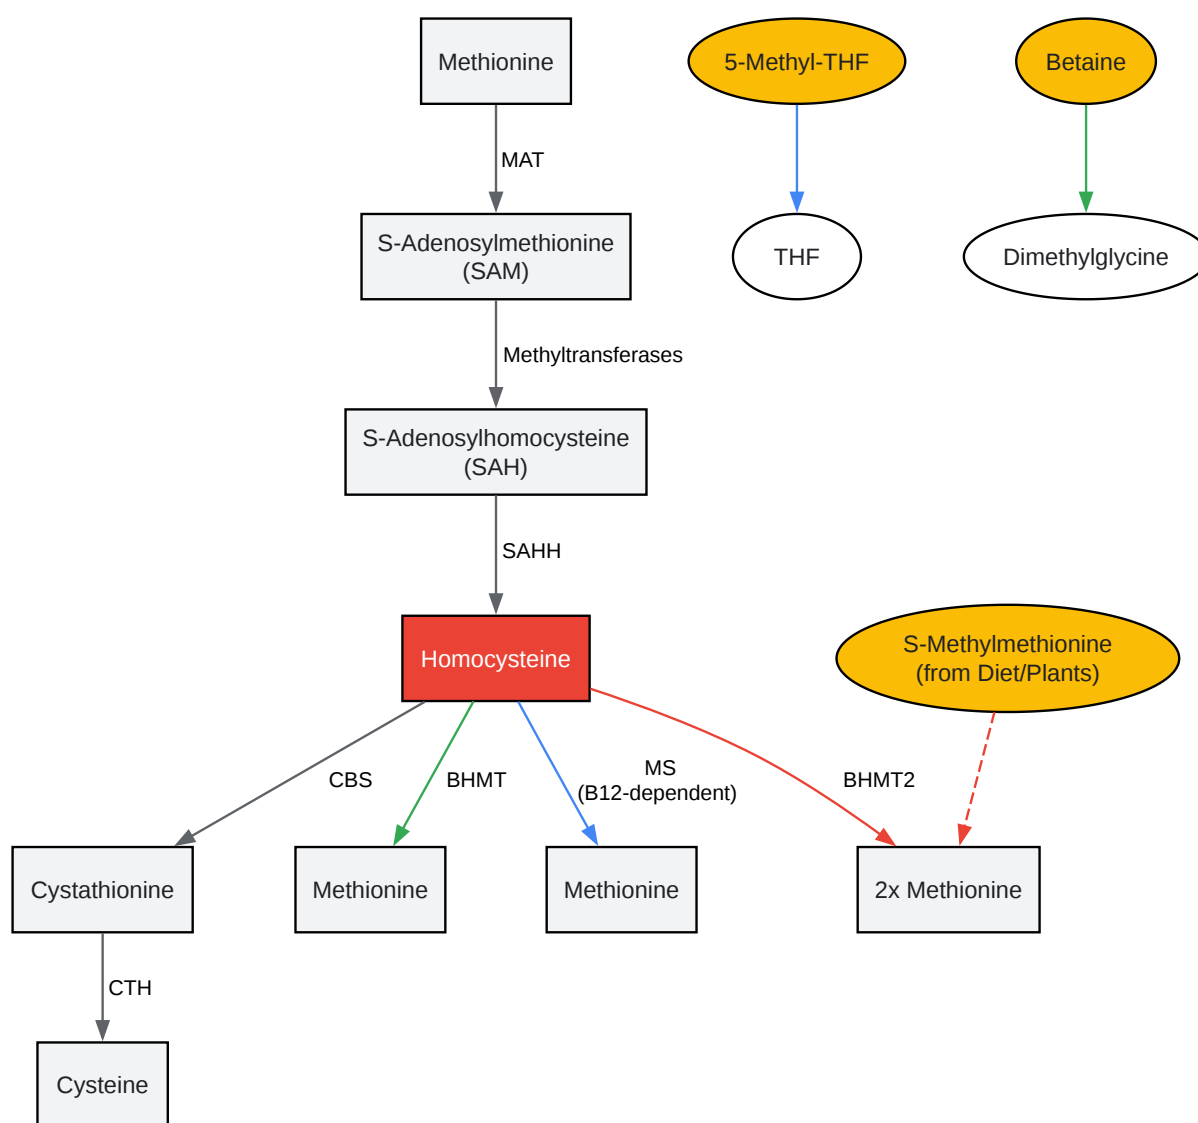 Methionine
5-Methyl-THF
Betaine
MAT
S-Adenosylmethionine
(SAM)
THF
Dimethylglycine
Methyltransferases
S-Adenosylhomocysteine
(SAH)
SAHH
Homocysteine
S-Methylmethionine
(from Diet/Plants)
CBS
BHMT
MS
(B12-dependent)
BHMT2
Cystathionine
Methionine
Methionine
2x Methionine
CTH
Cysteine